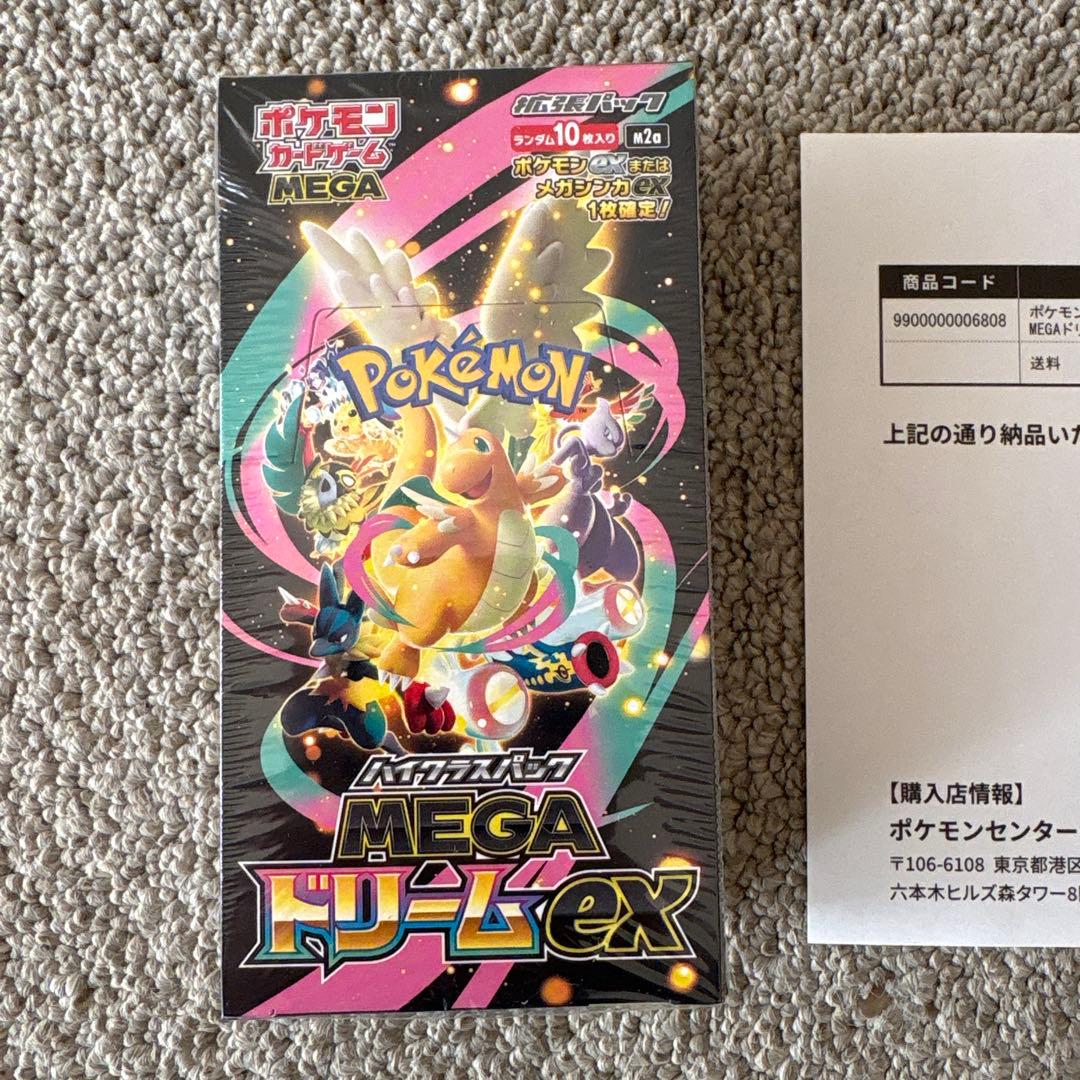 ポケモン
カードゲーム
MEGA
拡張パック
ランダム10枚入り M2a
ポケモンexまたは
メガシンカex
1枚確定!
POKéMON
ハイクラスパック
MEGA
ドリームex
商品コード
9900000006808
ポケモン
MEGAドリ
送料
上記の通り納品いた
【購入店情報】
ポケモンセンター
〒106-6108 東京都港区
六本木ヒルズ森タワー8